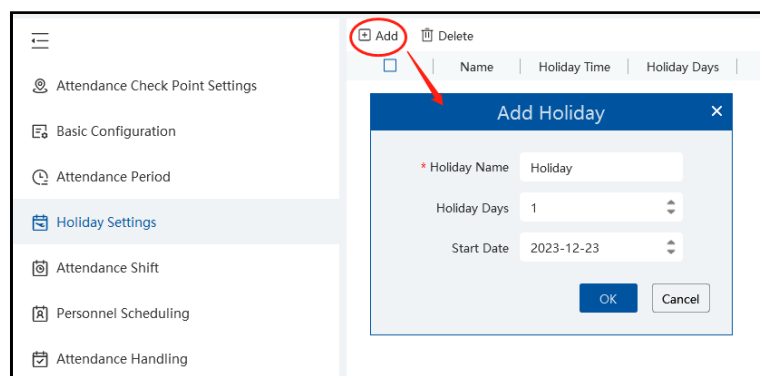 Add Delete
Name Holiday Time Holiday Days
Attendance Check Point Settings
Basic Configuration
Attendance Period
Holiday Settings
Attendance Shift
Personnel Scheduling
Attendance Handling
Add Holiday
* Holiday Name Holiday
Holiday Days 1
Start Date 2023-12-23
OK Cancel